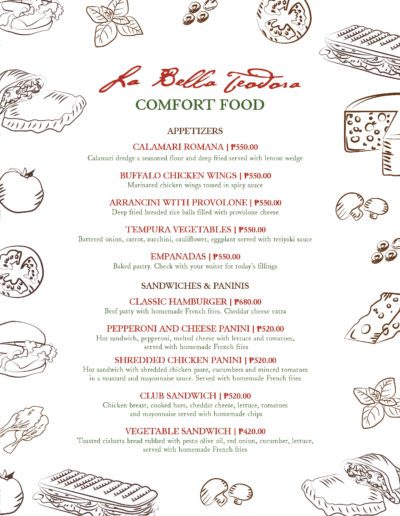 La Bella Teodora
COMFORT FOOD
APPETIZERS
CALAMARI ROMANA | ₱550.00
Calamari dredge a seasoned flour and deep fried served with lemon wedge
BUFFALO CHICKEN WINGS | ₱550.00
Marinated chicken wings tossed in spicy sauce
ARRANCINI WITH PROVOLONE | ₱550.00
Deep fried breaded rice balls filled with provolone cheese
TEMPURA VEGETABLES | ₱550.00
Battered onion, carrot, zucchini, cauliflower, eggplant served with teriyaki sauce
EMPANADAS | ₱550.00
Baked pastry. Check with your waiter for today's fillings
SANDWICHES & PANINIS
CLASSIC HAMBURGER | ₱680.00
Beef patty with homemade French fries. Cheddar cheese extra
PEPPERONI AND CHEESE PANINI | ₱520.00
Hot sandwich, pepperoni, melted cheese with lettuce and tomatoes,
served with homemade French fries
SHREDDED CHICKEN PANINI | ₱520.00
Hot sandwich with shredded chicken paste, cucumbers and minced tomatoes
in a mustard and mayonnaise sauce. Served with homemade French fries
CLUB SANDWICH | ₱520.00
Chicken breast, cooked ham, cheddar cheese, lettuce, tomatoes
and mayonnaise served with homemade chips
VEGETABLE SANDWICH | ₱420.00
Toasted ciabatta bread rubbed with pesto olive oil, red onion, cucumber, lettuce,
served with homemade French fries